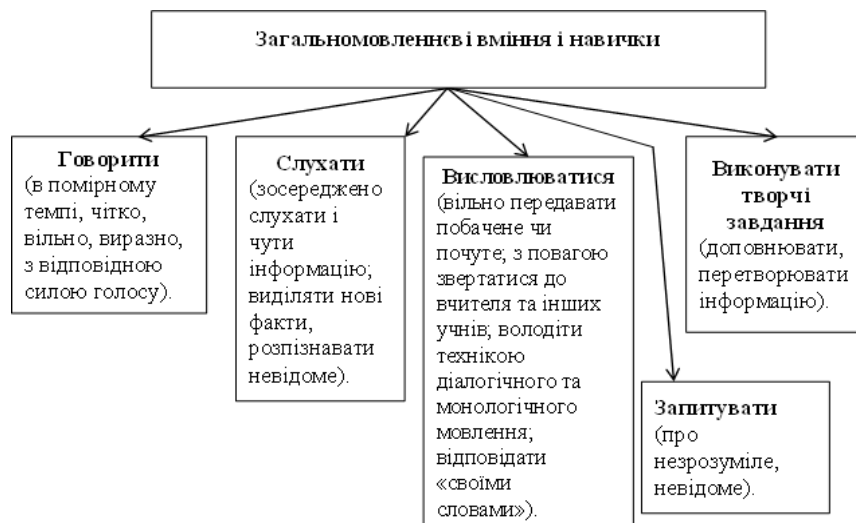 Загальномовленнєві вміння і навички
Говорити
(в помірному
темпі, чітко,
вільно, виразно,
з відповідною
силою голосу).
Слухати
(зосереджено
слухати і
чути
інформацію;
виділяти нові
факти,
розпізнавати
невідоме).
Висловлюватися
(вільно передавати
побачене чи
почуте; з повагою
звертатися до
вчителя та інших
учнів; володіти
технікою
діалогічного та
монологічного
мовлення;
відповідати
«своїми
словами»).
Запитувати
(про
незрозуміле,
невідоме).
Виконувати
творчі
завдання
(доповнювати,
перетворювати
інформацію).